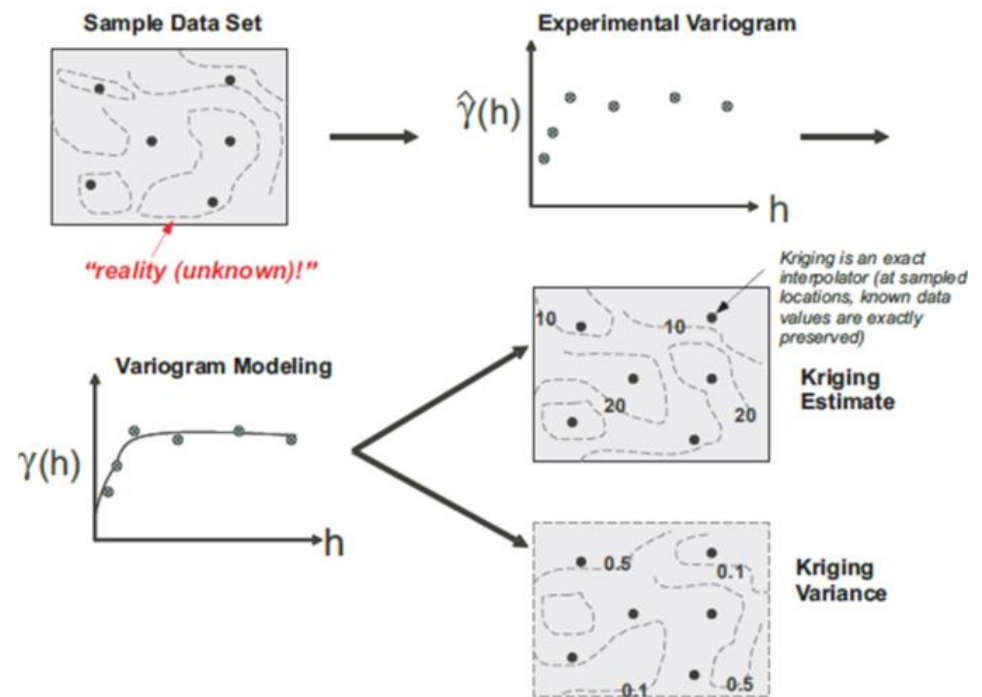 Sample Data Set
Experimental Variogram
γ̂(h)
h
"reality (unknown)!"
Kriging is an exact
interpolator (at sampled
locations, known data
values are exactly
preserved)
Variogram Modeling
γ(h)
h
10
10
20
20
Kriging
Estimate
0.5
0.1
0.1
0.5
Kriging
Variance